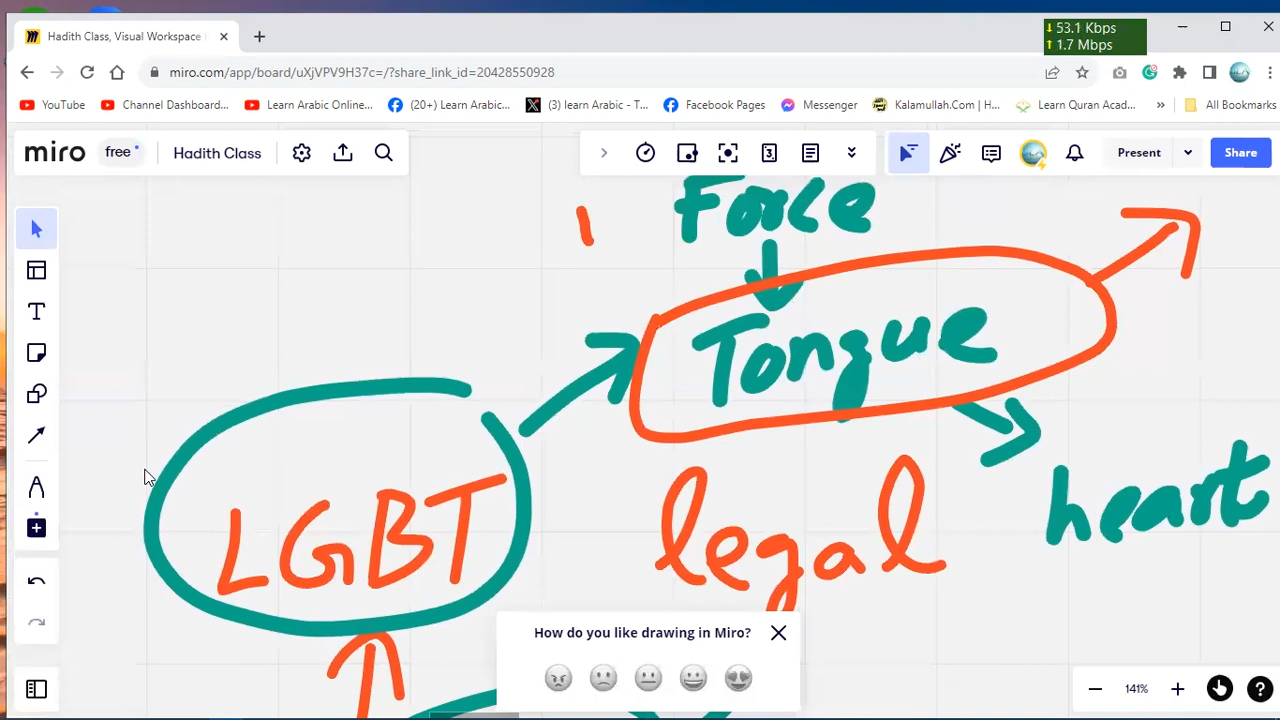 Hadith Class, Visual Workspace
53.1 Kbps
1.7 Mbps
miro.com/app/board/uXjVPV9H37c=/?share_link_id=20428550928
YouTube
Channel Dashboard...
Learn Arabic Online...
(20+) Learn Arabic...
(3) learn Arabic - T...
Facebook Pages
Messenger
Kalamullah.Com | H...
Learn Quran Acad...
»
All Bookmarks
miro
free
Hadith Class
3
Present
Share
Force
Tongue
heart
LGBT
legal
How do you like drawing in Miro?
141%